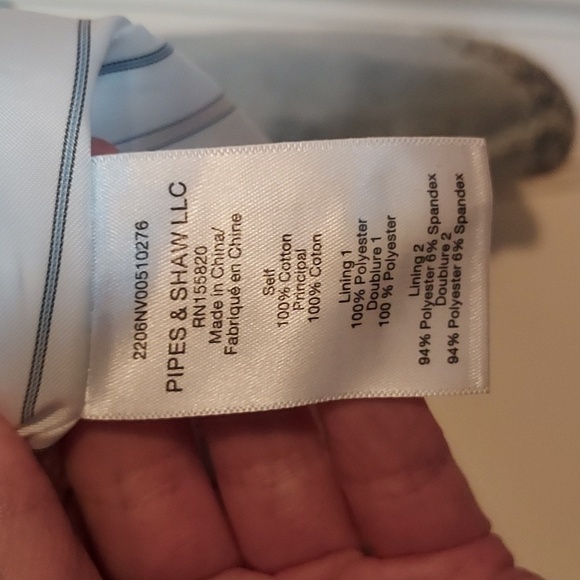 2206NV00510276
PIPES & SHAW LLC
RN155820
Made in China/
Fabriqué en Chine
Self
100% Cotton
Principal
100% Coton
Lining 1
100% Polyester
Doublure 1
100 % Polyester
Lining 2
94% Polyester 6% Spandex
Doublure 2
94% Polyester 6% Spandex